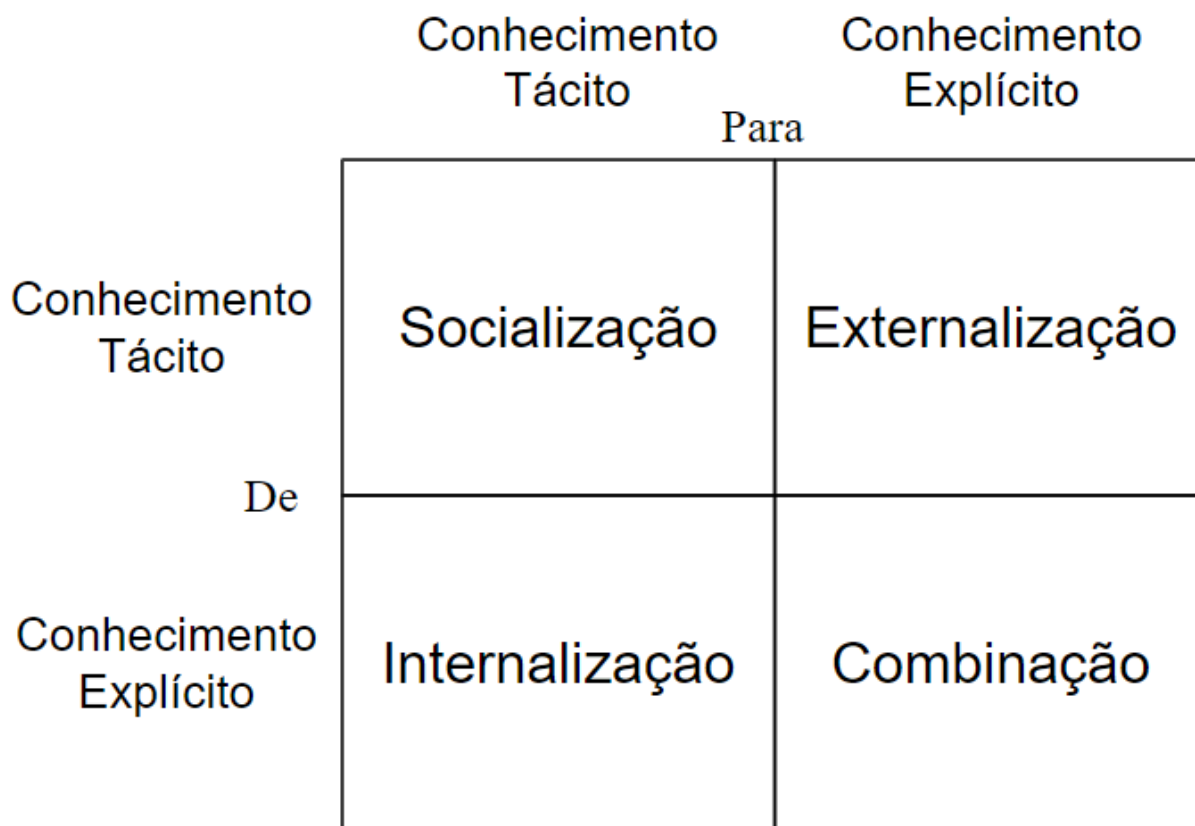 Conhecimento Conhecimento
Tácito Explícito
Para
Conhecimento
Tácito
Socialização Externalização
De
Conhecimento
Explícito
Internalização Combinação